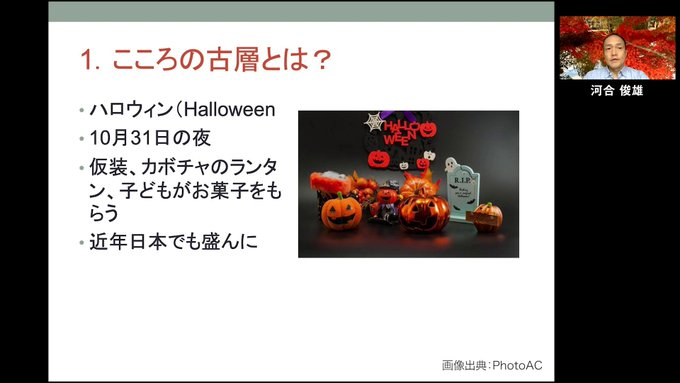 1. こころの古層とは？
• ハロウィン（Halloween
• 10月31日の夜
• 仮装、カボチャのランタ
ン、子どもがお菓子をも
らう
• 近年日本でも盛んに
HALLO
WEEN
R.I.P.
画像出典：PhotoAC
河合 俊雄